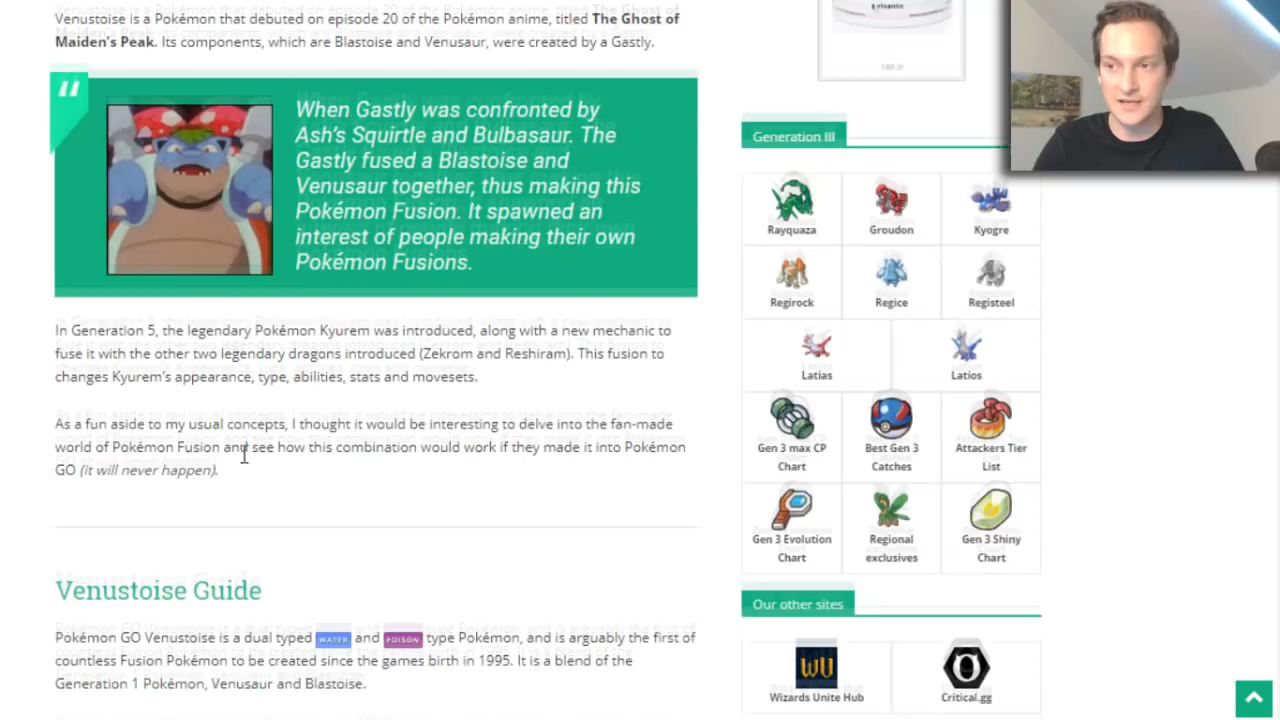 Venustoise is a Pokémon that debuted on episode 20 of the Pokémon anime, titled The Ghost of
Maiden's Peak. Its components, which are Blastoise and Venusaur, were created by a Gastly.
When Gastly was confronted by
Ash's Squirtle and Bulbasaur. The
Gastly fused a Blastoise and
Venusaur together, thus making this
Pokémon Fusion. It spawned an
interest of people making their own
Pokémon Fusions.
In Generation 5, the legendary Pokémon Kyurem was introduced, along with a new mechanic to
fuse it with the other two legendary dragons introduced (Zekrom and Reshiram). This fusion to
changes Kyurem's appearance, type, abilities, stats and movesets.
As a fun aside to my usual concepts, I thought it would be interesting to delve into the fan-made
world of Pokémon Fusion and see how this combination would work if they made it into Pokémon
GO (it will never happen).
Venustoise Guide
Pokémon GO Venustoise is a dual typed WATER and POISON type Pokémon, and is arguably the first of
countless Fusion Pokémon to be created since the games birth in 1995. It is a blend of the
Generation 1 Pokémon, Venusaur and Blastoise.
Generation III
Rayquaza
Groudon
Kyogre
Regirock
Regice
Registeel
Latias
Latios
Gen 3 max CP
Chart
Best Gen 3
Catches
Attackers Tier
List
Gen 3 Evolution
Chart
Regional
exclusives
Gen 3 Shiny
Chart
Our other sites
WU
Wizards Unite Hub
Critical.gg